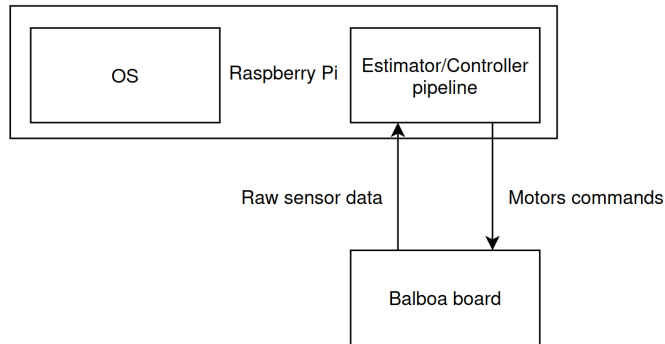 OS
Raspberry Pi
Estimator/Controller
pipeline
Raw sensor data
Motors commands
Balboa board